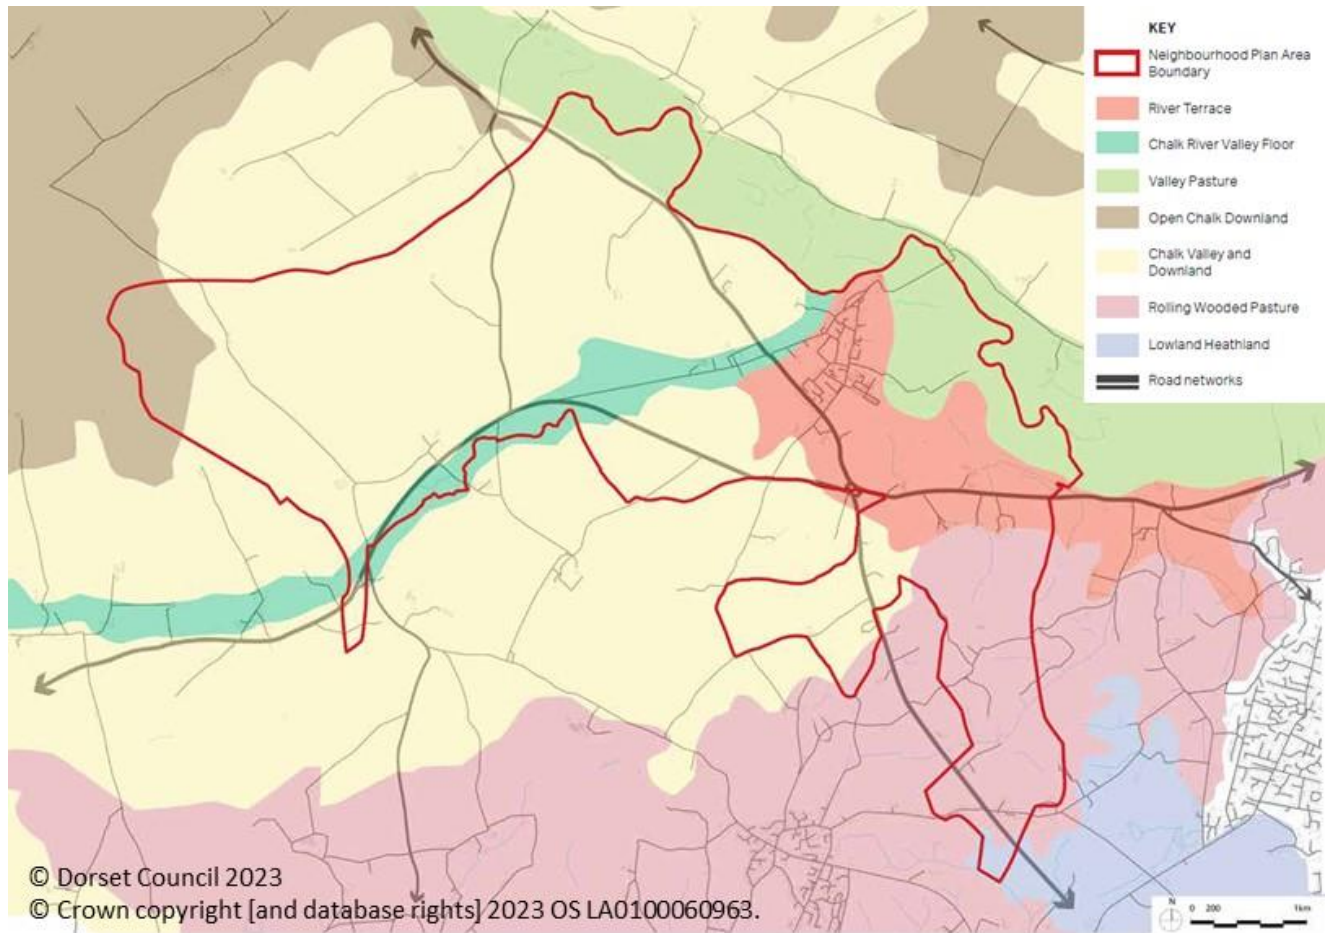 KEY
Neighbourhood Plan Area
Boundary
River Terrace
Chalk River Valley Floor
Valley Pasture
Open Chalk Downland
Chalk Valley and
Downland
Rolling Wooded Pasture
Lowland Heathland
Road networks
© Dorset Council 2023
© Crown copyright [and database rights] 2023 OS LA0100060963.
N 0 200 1km